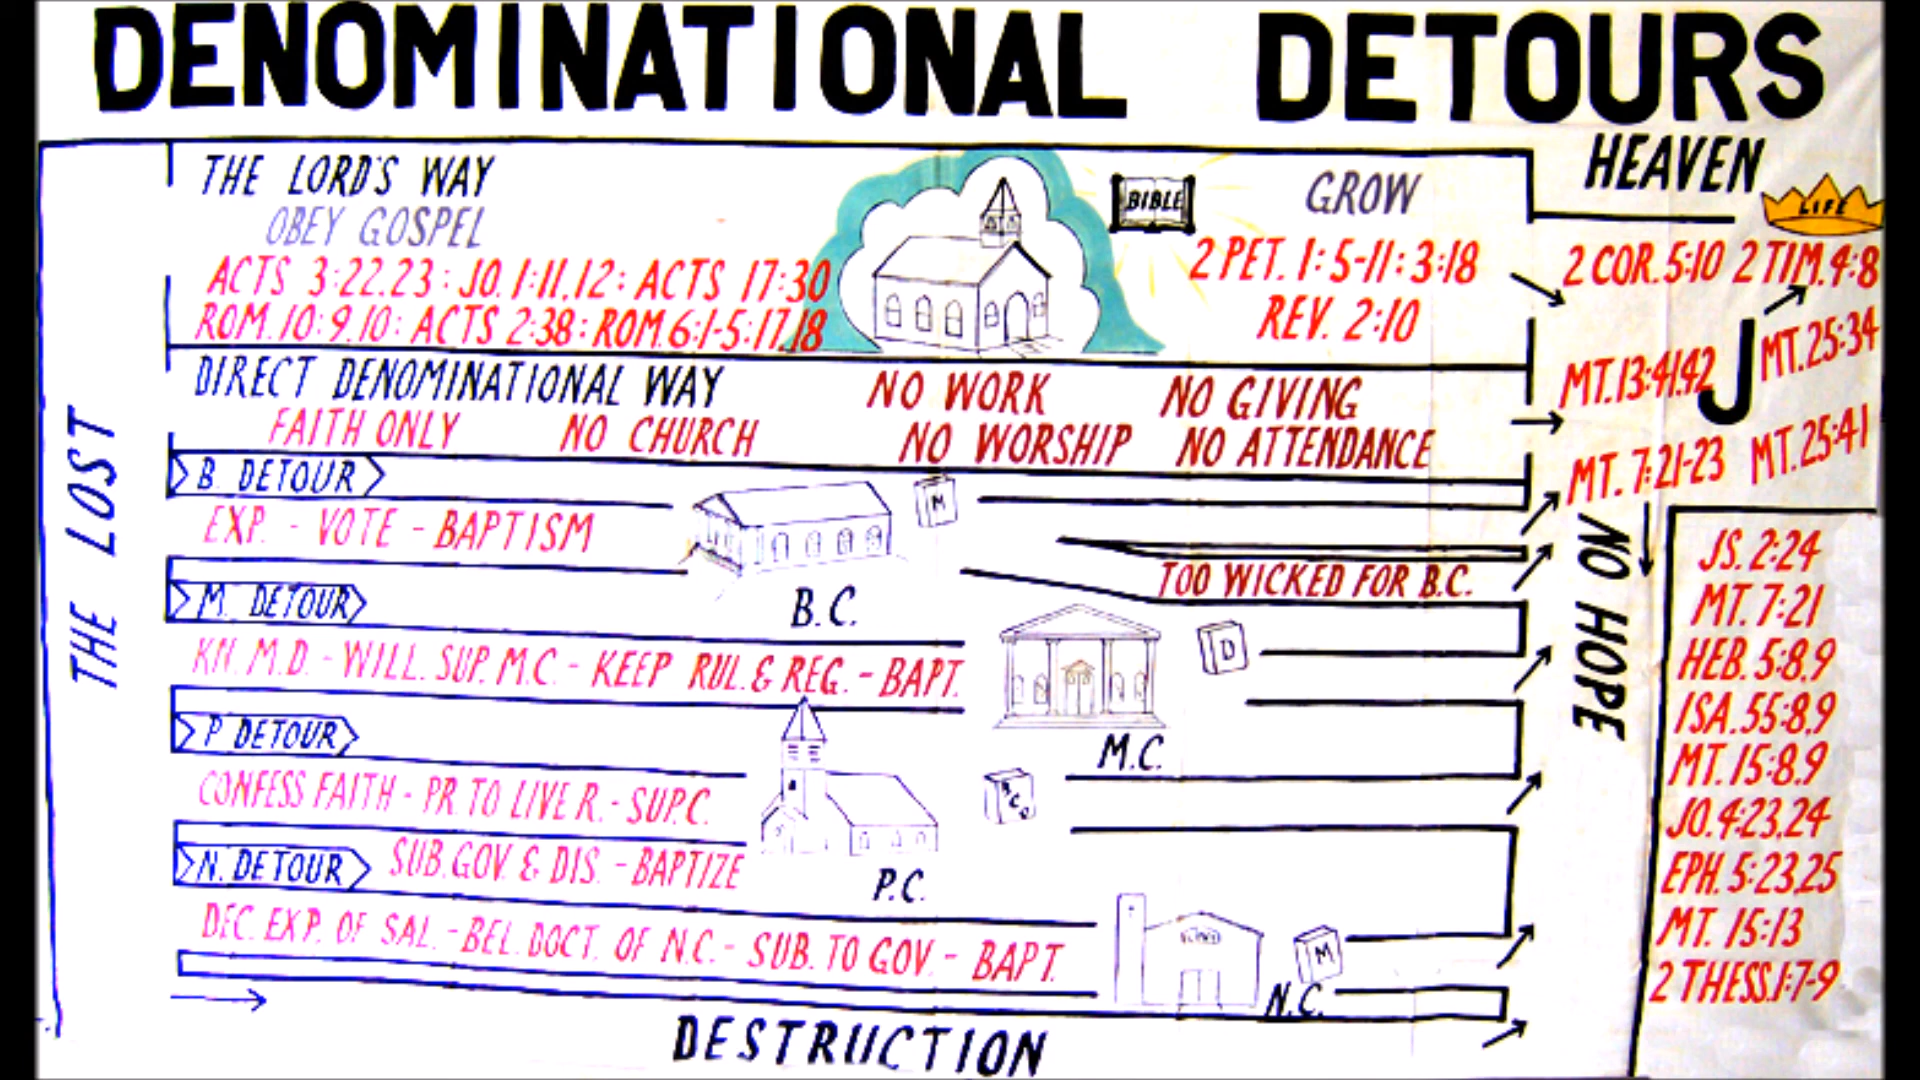 DENOMINATIONAL DETOURS
THE LORD'S WAY
OBEY GOSPEL
ACTS 3:22.23: JO. 1:11.12: ACTS 17:30
ROM. 10:9.10: ACTS 2:38: ROM. 6:1-5:17.18
BIBLE
GROW
2 PET. 1:5-11: 3:18
REV. 2:10
HEAVEN
LIFE
2 COR. 5:10 2 TIM. 4:8
MT. 13:41.42
J
MT. 25:34
MT. 7:21-23
MT. 25:41
THE LOST
DIRECT DENOMINATIONAL WAY
FAITH ONLY NO CHURCH
NO WORK NO GIVING
NO WORSHIP NO ATTENDANCE
B. DETOUR
EXP. - VOTE - BAPTISM
M
B.C.
TOO WICKED FOR B.C.
M. DETOUR
KN. M.D. - WILL. SUP. M.C. - KEEP RUL. & REG. - BAPT.
D
M.C.
P DETOUR
CONFESS FAITH - PR TO LIVE R. - SUP.C.
P.C.
N. DETOUR
SUB. GOV. & DIS. - BAPTIZE
DEC. EXP. OF SAL. - BEL. DOCT. OF N.C. - SUB. TO GOV. - BAPT.
M
N.C.
DESTRUCTION
NO HOPE
JS. 2:24
MT. 7:21
HEB. 5:8.9
ISA. 55:8.9
MT. 15:8.9
JO. 4:23.24
EPH. 5:23.25
MT. 15:13
2 THESS. 1:7-9